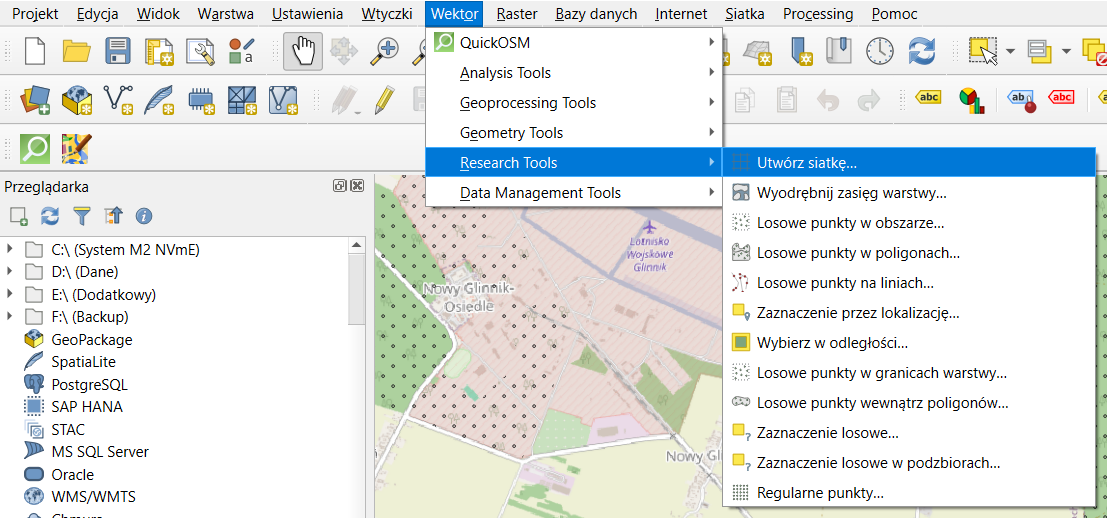 Projekt Edycja Widok Warstwa Ustawienia Wtyczki Wektor Raster Bazy danych Internet Siatka Processing Pomoc
QuickOSM
Analysis Tools
Geoprocessing Tools
Geometry Tools
Research Tools
Data Management Tools
a
abc
ab
abc
Utwórz siatkę...
Wyodrębnij zasięg warstwy...
Losowe punkty w obszarze...
Losowe punkty w poligonach...
Losowe punkty na liniach...
Zaznaczenie przez lokalizację...
Wybierz w odległości...
Losowe punkty w granicach warstwy...
Losowe punkty wewnątrz poligonów...
Zaznaczenie losowe...
Zaznaczenie losowe w podzbiorach...
Regularne punkty...
Przeglądarka
C:\ (System M2 NVmE)
D:\ (Dane)
E:\ (Dodatkowy)
F:\ (Backup)
GeoPackage
SpatiaLite
PostgreSQL
SAP HANA
STAC
MS SQL Server
Oracle
WMS/WMTS
Lotnisko
Wojskowe
Glinnik
Nowy Glinnik-
Osiedle
Nowy